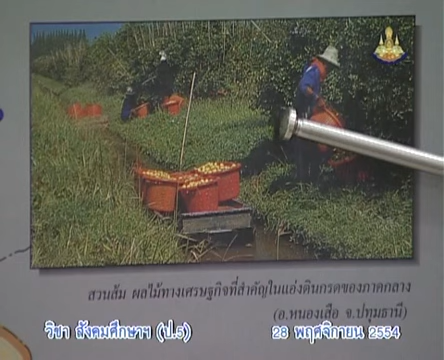 สวนส้ม ผลไม้ทางเศรษฐกิจที่สำคัญในแอ่งดินกรดของภาคกลาง
(อ.หนองเสือ จ.ปทุมธานี)
วิชา สังคมศึกษาฯ (ป.5) 28 พฤศจิกายน 2554